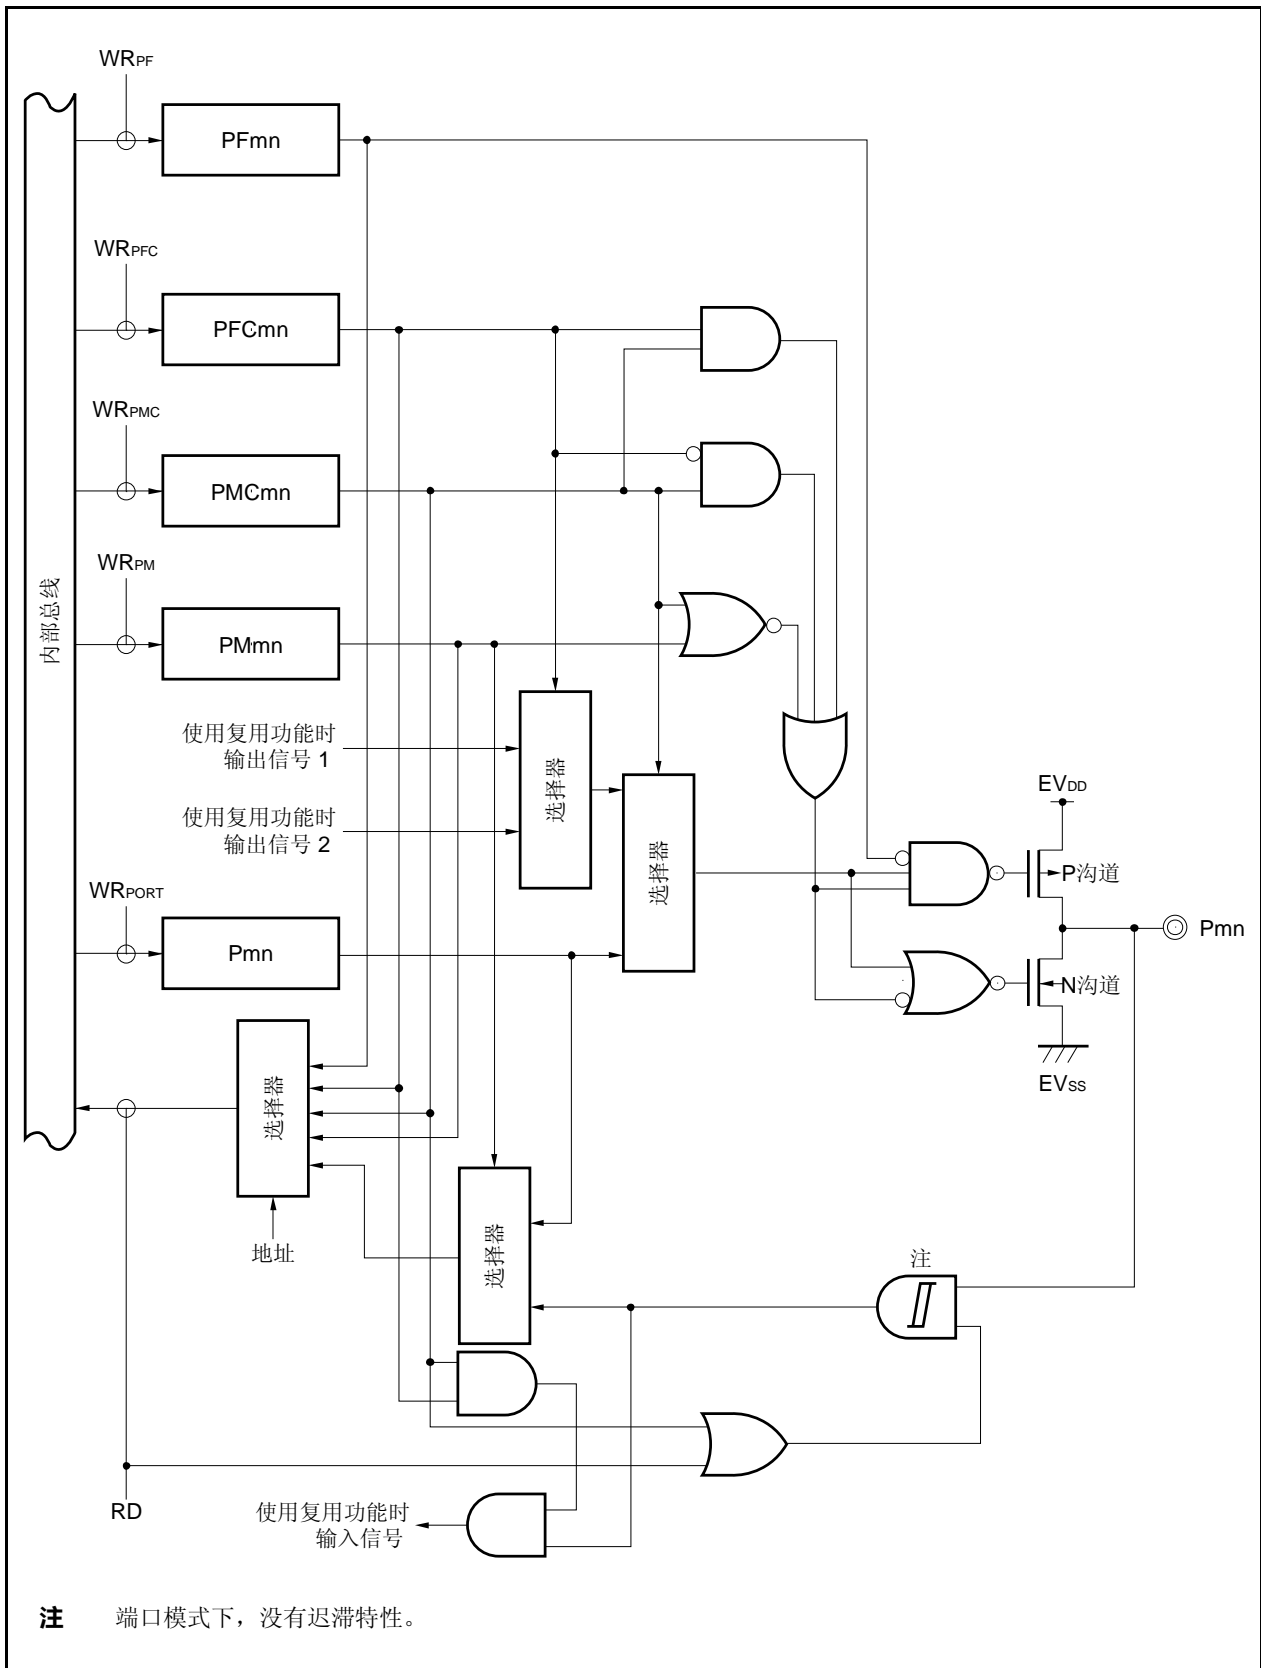 WRPF
PFmn
WRPFC
PFCmn
WRPMC
PMCmn
WRPM
内部总线
PMmn
使用复用功能时
输出信号 1
选择器
EVDD
使用复用功能时
输出信号 2
选择器
P沟道
WRPORT
Pmn
Pmn
N沟道
EVSS
选择器
地址
选择器
注
RD
使用复用功能时
输入信号
注 端口模式下，没有迟滞特性。